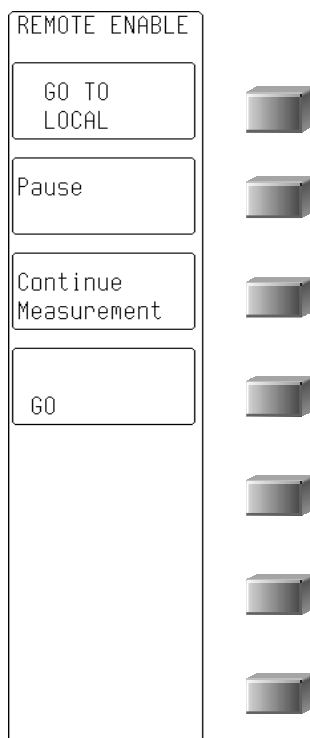 REMOTE ENABLE
GO TO
LOCAL
Pause
Continue
Measurement
GO